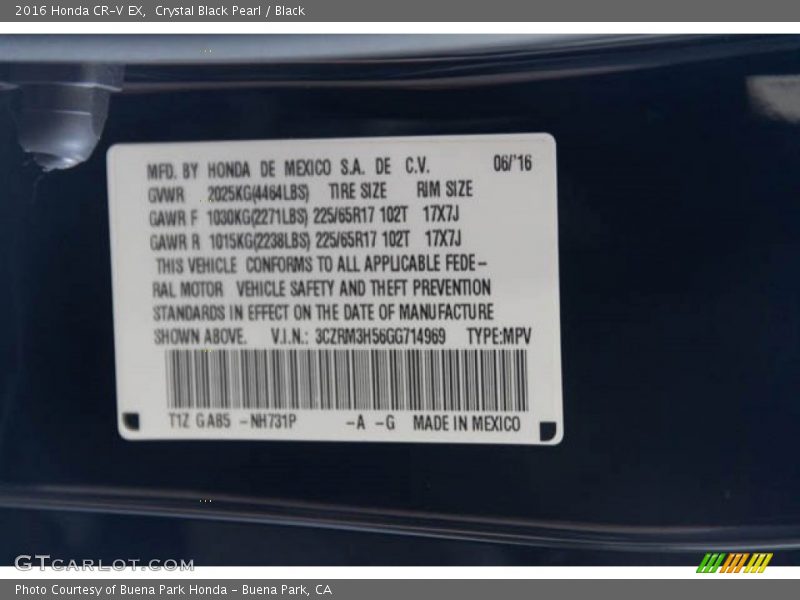 2016 Honda CR-V EX, Crystal Black Pearl / Black
MFD. BY HONDA DE MEXICO S.A. DE C.V. 06/'16
GVWR 2025KG(4464LBS) TIRE SIZE RIM SIZE
GAWR F 1030KG(2271LBS) 225/65R17 102T 17X7J
GAWR R 1015KG(2238LBS) 225/65R17 102T 17X7J
THIS VEHICLE CONFORMS TO ALL APPLICABLE FEDE-
RAL MOTOR VEHICLE SAFETY AND THEFT PREVENTION
STANDARDS IN EFFECT ON THE DATE OF MANUFACTURE
SHOWN ABOVE. V.I.N.: 3CZRM3H56GG714969 TYPE:MPV
T1Z GA85 -NH731P -A -G MADE IN MEXICO
GTCARLOT.COM
Photo Courtesy of Buena Park Honda - Buena Park, CA